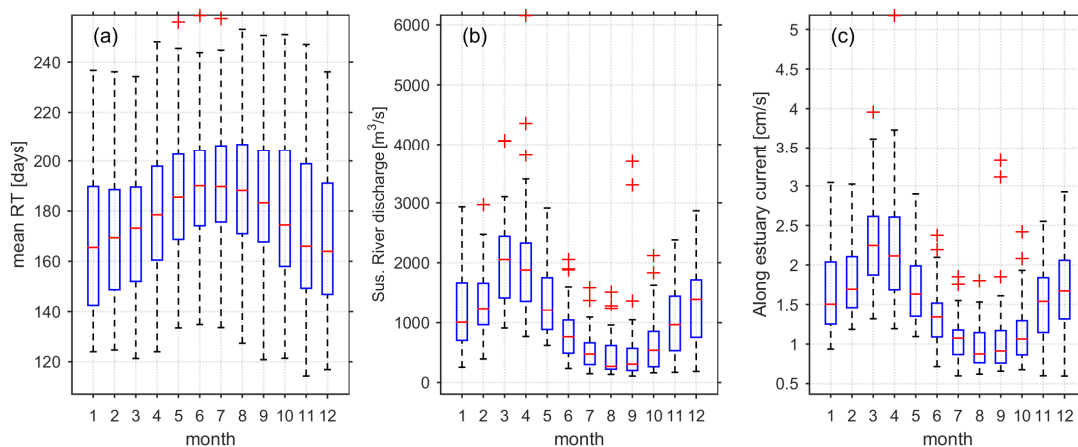 (a)
mean RT [days]
240
220
200
180
160
140
120
1 2 3 4 5 6 7 8 9 10 11 12
month
(b)
Sus. River discharge [m³/s]
6000
5000
4000
3000
2000
1000
0
1 2 3 4 5 6 7 8 9 10 11 12
month
(c)
Along estuary current [cm/s]
5
4.5
4
3.5
3
2.5
2
1.5
1
0.5
1 2 3 4 5 6 7 8 9 10 11 12
month